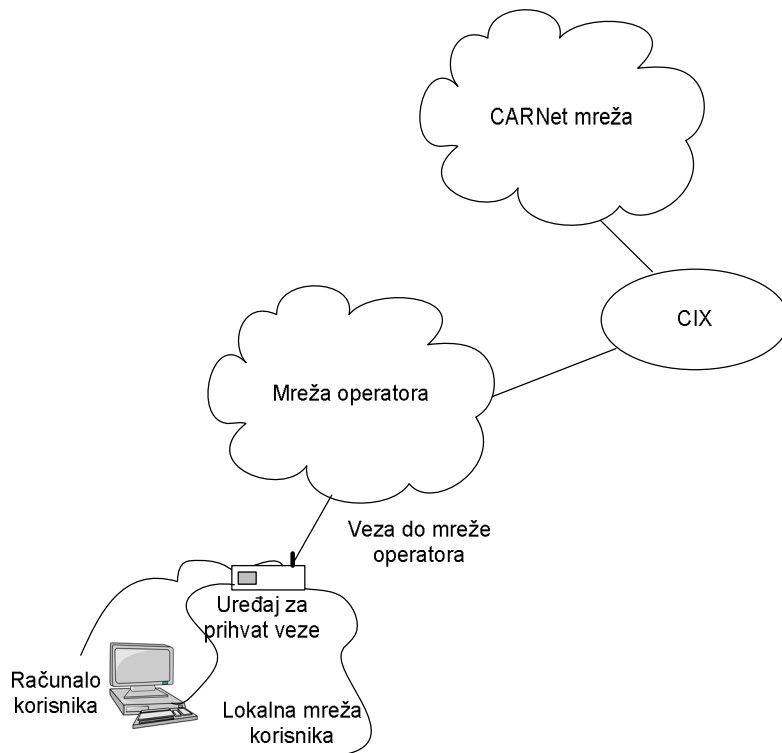 CARNet mreža
CIX
Mreža operatora
Veza do mreže
operatora
Uređaj za
prihvat veze
Računalo
korisnika
Lokalna mreža
korisnika